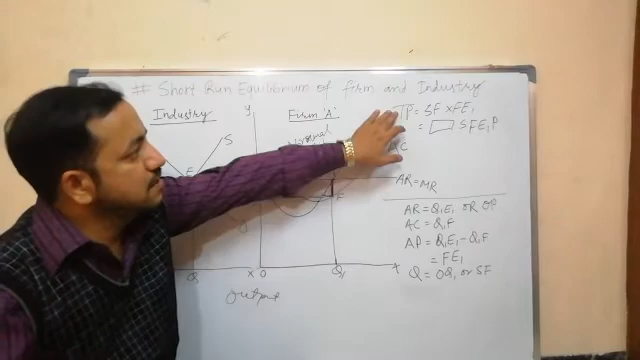 # Short Run Equilibrium of firm and Industry
Industry
S
E
Q
y
Firm 'A'
Normal
F
X O Q1 X
Output
TP = SF X FE1
= ▱ SFE1P
AC
AR = MR
AR = Q1E1 OR OP
AC = Q1F
AP = Q1E1 - Q1F
= FE1
Q = OQ1 or SF